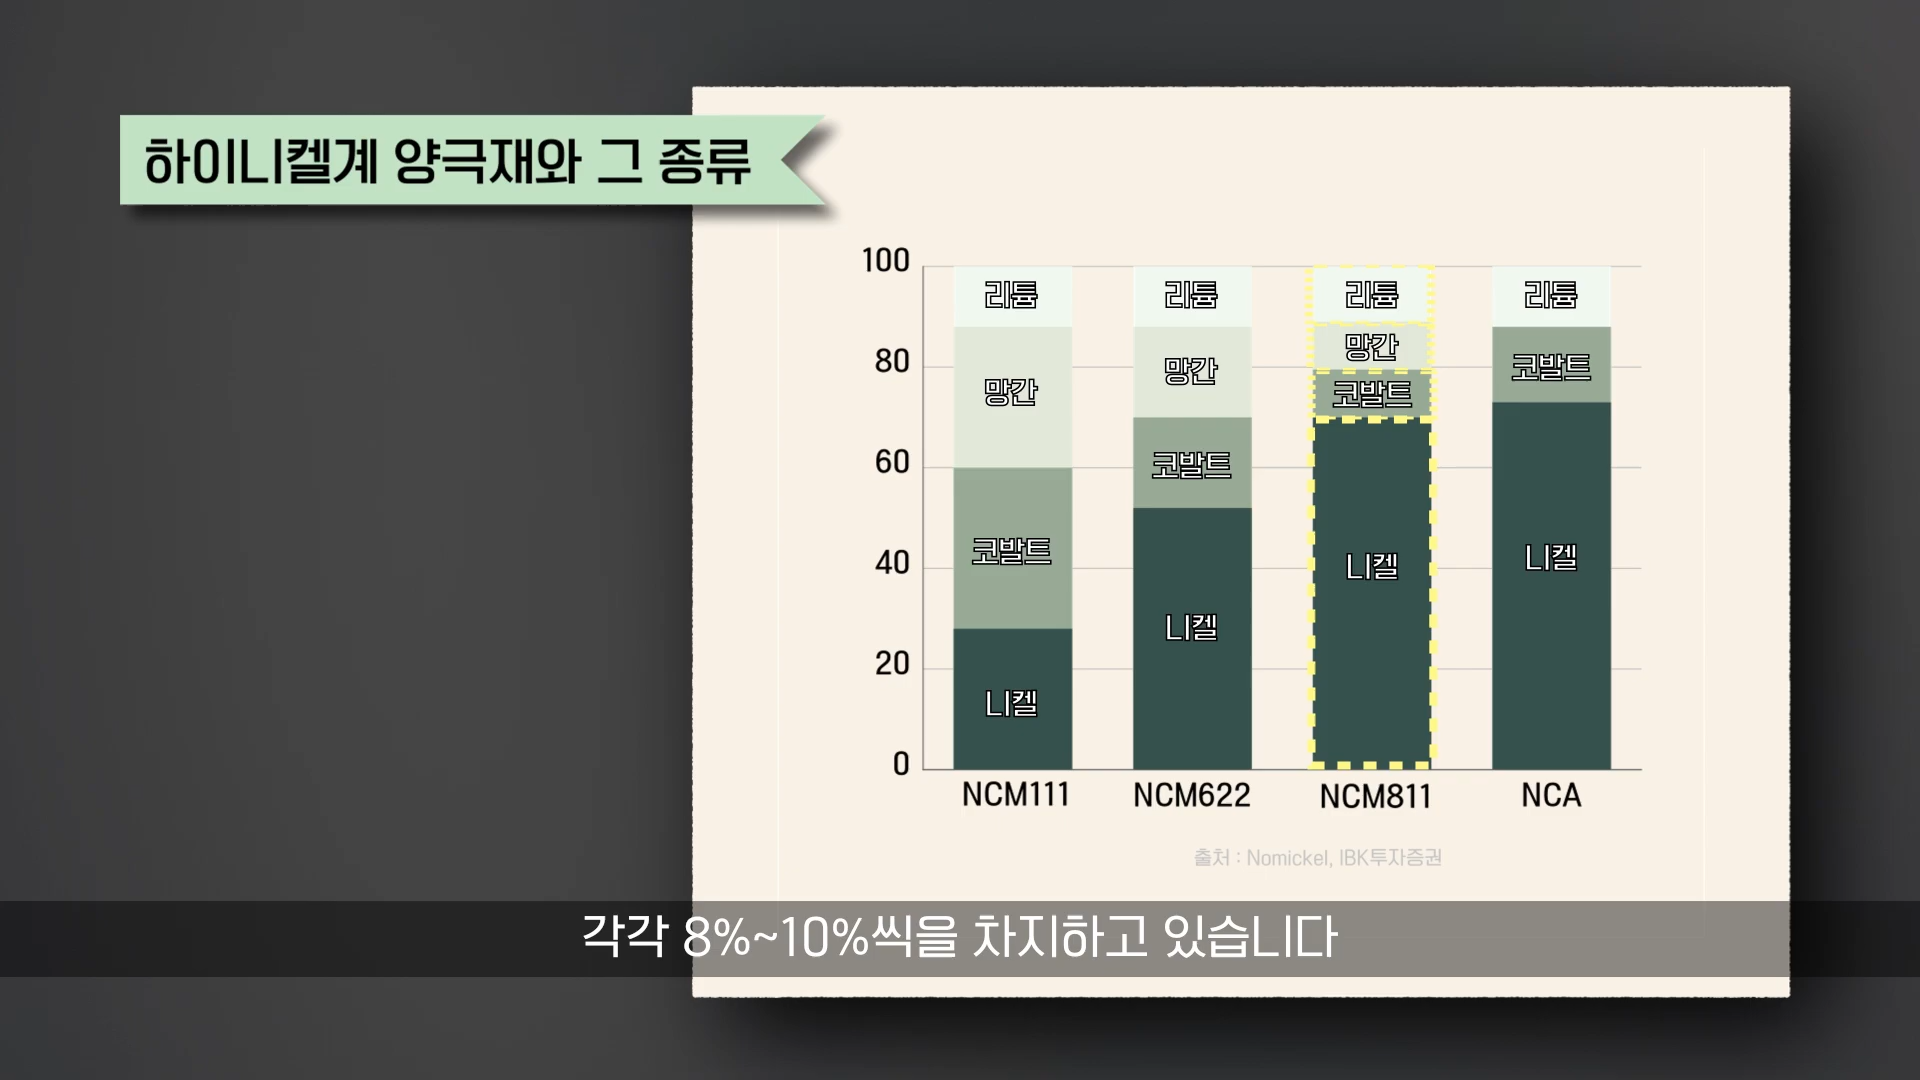 하이니켈계 양극재와 그 종류
100
80
60
40
20
0
리튬
망간
코발트
니켈
리튬
망간
코발트
니켈
리튬
망간
코발트
니켈
리튬
코발트
니켈
NCM111
NCM622
NCM811
NCA
출처 : Nomickel, IBK투자증권
각각 8%~10%씩을 차지하고 있습니다